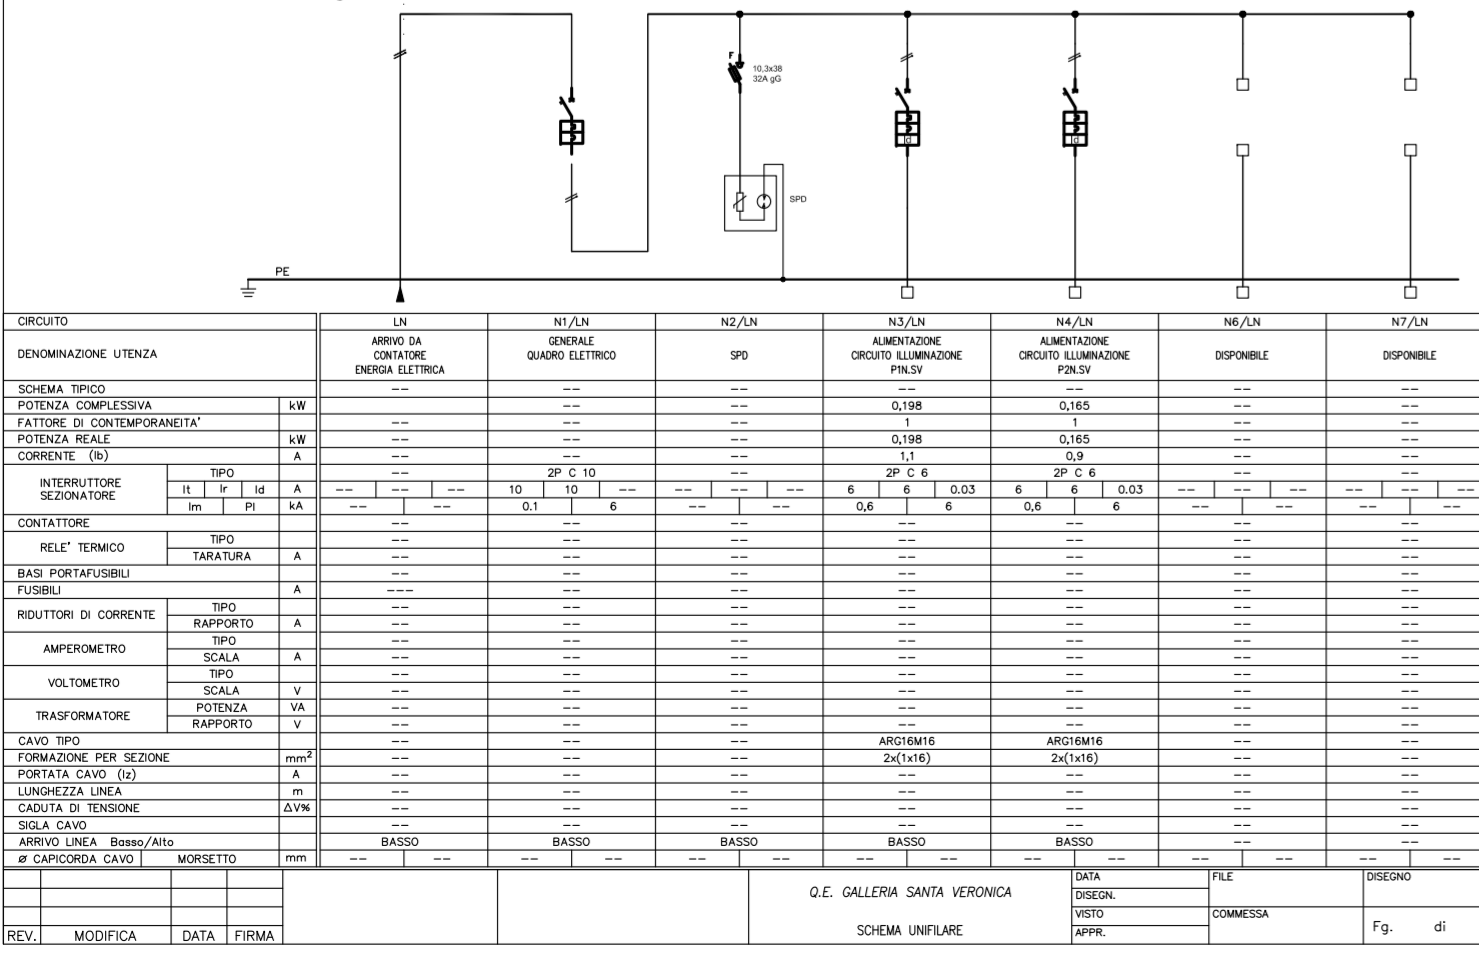 F
10,3x38
32A gG
SPD
PE
CIRCUITO LN N1/LN N2/LN N3/LN N4/LN N6/LN N7/LN
DENOMINAZIONE UTENZA ARRIVO DA CONTATORE ENERGIA ELETTRICA GENERALE QUADRO ELETTRICO SPD ALIMENTAZIONE CIRCUITO ILLUMINAZIONE P1N.SV ALIMENTAZIONE CIRCUITO ILLUMINAZIONE P2N.SV DISPONIBILE DISPONIBILE
SCHEMA TIPICO -- -- -- -- -- -- --
POTENZA COMPLESSIVA kW -- -- 0,198 0,165 -- --
FATTORE DI CONTEMPORANEITA' -- -- -- 1 1 -- --
POTENZA REALE kW -- -- -- 0,198 0,165 -- --
CORRENTE (Ib) A -- -- -- 1,1 0,9 -- --
INTERRUTTORE SEZIONATORE
TIPO -- 2P C 10 -- 2P C 6 2P C 6 -- --
It Ir Id A -- -- -- 10 10 -- -- -- -- 6 6 0.03 6 6 0.03 -- -- -- -- -- --
Im PI kA -- -- 0.1 6 -- -- 0,6 6 0,6 6 -- -- -- --
CONTATTORE -- -- -- -- -- -- --
RELE' TERMICO
TIPO -- -- -- -- -- -- --
TARATURA A -- -- -- -- -- -- --
BASI PORTAFUSIBILI -- -- -- -- -- -- --
FUSIBILI A --- -- -- -- -- -- --
RIDUTTORI DI CORRENTE
TIPO -- -- -- -- -- -- --
RAPPORTO A -- -- -- -- -- -- --
AMPEROMETRO
TIPO -- -- -- -- -- -- --
SCALA A -- -- -- -- -- -- --
VOLTOMETRO
TIPO -- -- -- -- -- -- --
SCALA V -- -- -- -- -- -- --
TRASFORMATORE
POTENZA VA -- -- -- -- -- -- --
RAPPORTO V -- -- -- -- -- -- --
CAVO TIPO -- -- -- ARG16M16 ARG16M16 -- --
FORMAZIONE PER SEZIONE mm² -- -- -- 2x(1x16) 2x(1x16) -- --
PORTATA CAVO (Iz) A -- -- -- -- -- -- --
LUNGHEZZA LINEA m -- -- -- -- -- -- --
CADUTA DI TENSIONE ΔV% -- -- -- -- -- -- --
SIGLA CAVO -- -- -- -- -- -- --
ARRIVO LINEA Basso/Alto BASSO BASSO BASSO BASSO BASSO -- --
Ø CAPICORDA CAVO MORSETTO mm -- -- -- -- -- -- -- -- -- -- -- -- -- --
REV. MODIFICA DATA FIRMA
Q.E. GALLERIA SANTA VERONICA
SCHEMA UNIFILARE
DATA
DISEGN.
VISTO
APPR.
FILE
COMMESSA
DISEGNO
Fg. di